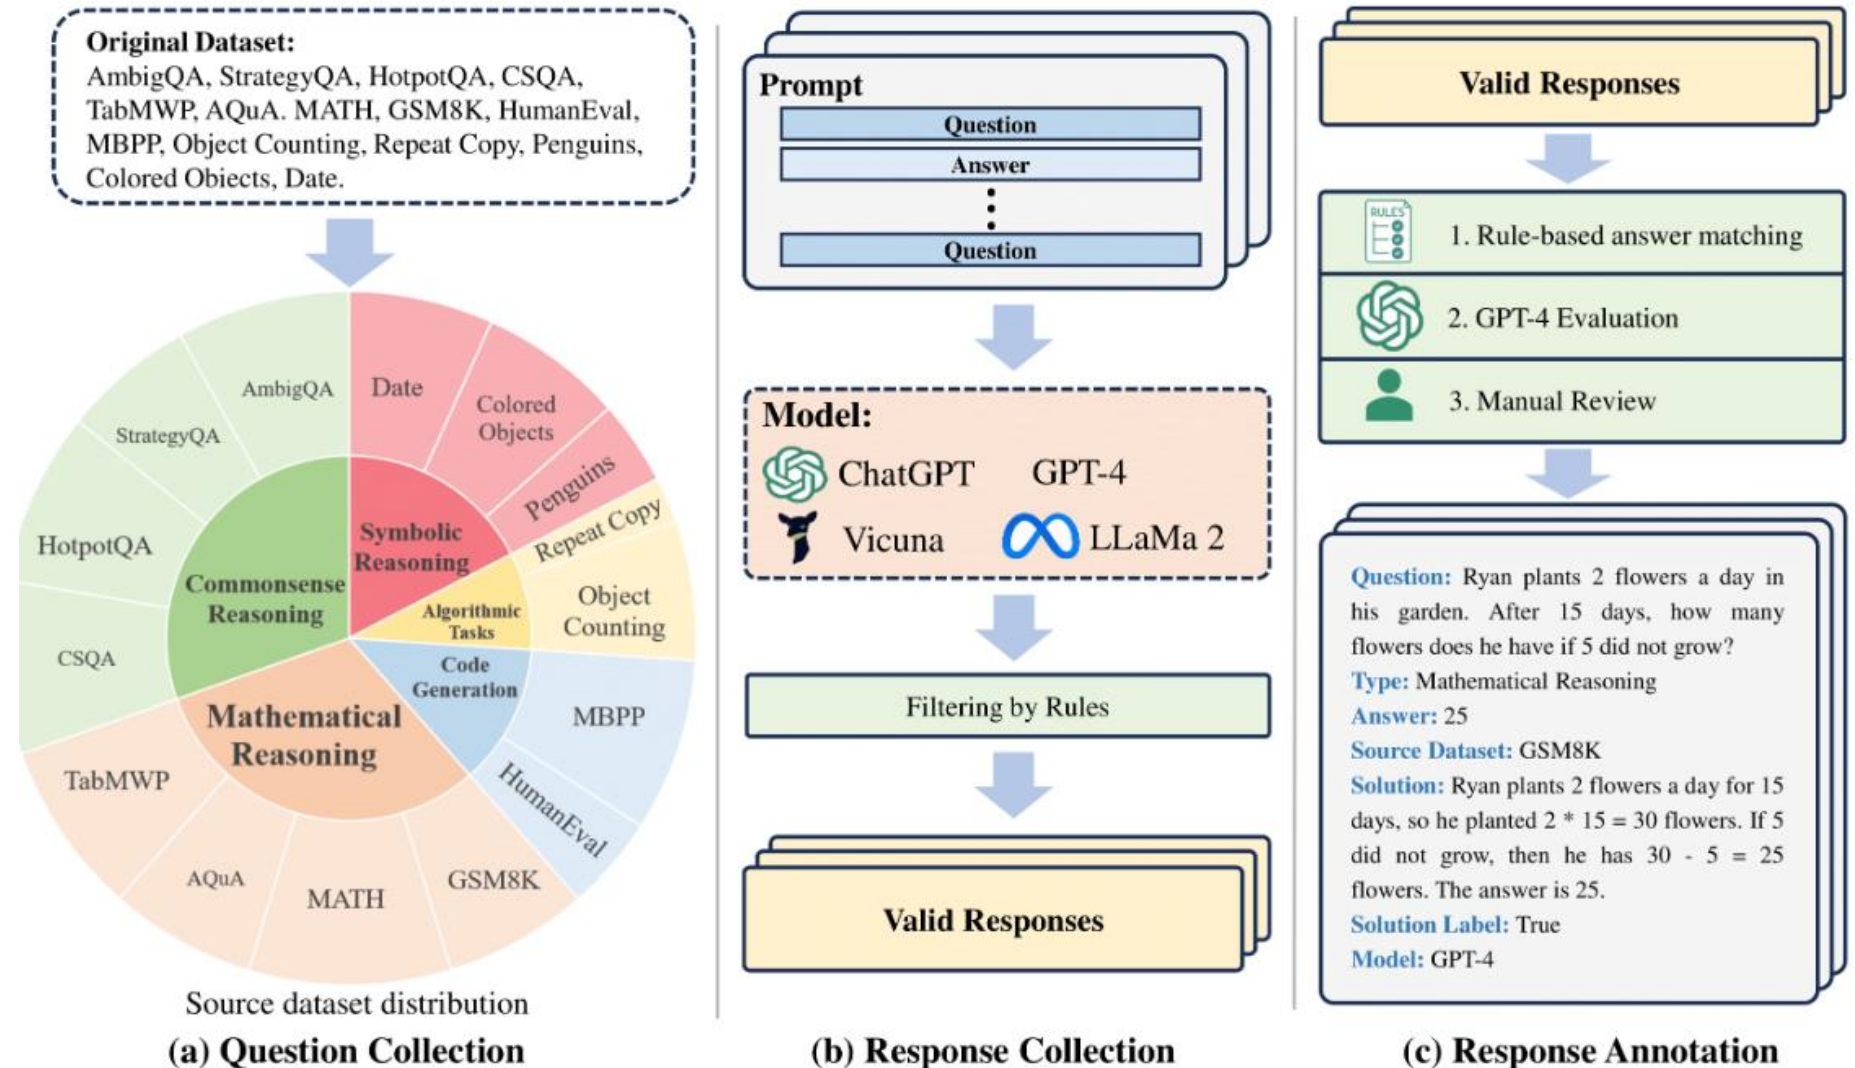 Original Dataset:
AmbigQA, StrategyQA, HotpotQA, CSQA,
TabMWP, AQuA. MATH, GSM8K, HumanEval,
MBPP, Object Counting, Repeat Copy, Penguins,
Colored Obiects, Date.
AmbigQA
Date
StrategyQA
Colored
Objects
Penguins
HotpotQA
Repeat Copy
Symbolic
Reasoning
Commonsense
Reasoning
Algorithmic
Tasks
Object
Counting
CSQA
Code
Generation
MBPP
Mathematical
Reasoning
TabMWP
HumanEval
AQuA
MATH
GSM8K
Source dataset distribution
(a) Question Collection
Prompt
Question
Answer
Question
Model:
ChatGPT GPT-4
Vicuna LLaMa 2
Filtering by Rules
Valid Responses
(b) Response Collection
Valid Responses
RULES
1. Rule-based answer matching
2. GPT-4 Evaluation
3. Manual Review
Question: Ryan plants 2 flowers a day in
his garden. After 15 days, how many
flowers does he have if 5 did not grow?
Type: Mathematical Reasoning
Answer: 25
Source Dataset: GSM8K
Solution: Ryan plants 2 flowers a day for 15
days, so he planted 2 * 15 = 30 flowers. If 5
did not grow, then he has 30 - 5 = 25
flowers. The answer is 25.
Solution Label: True
Model: GPT-4
(c) Response Annotation